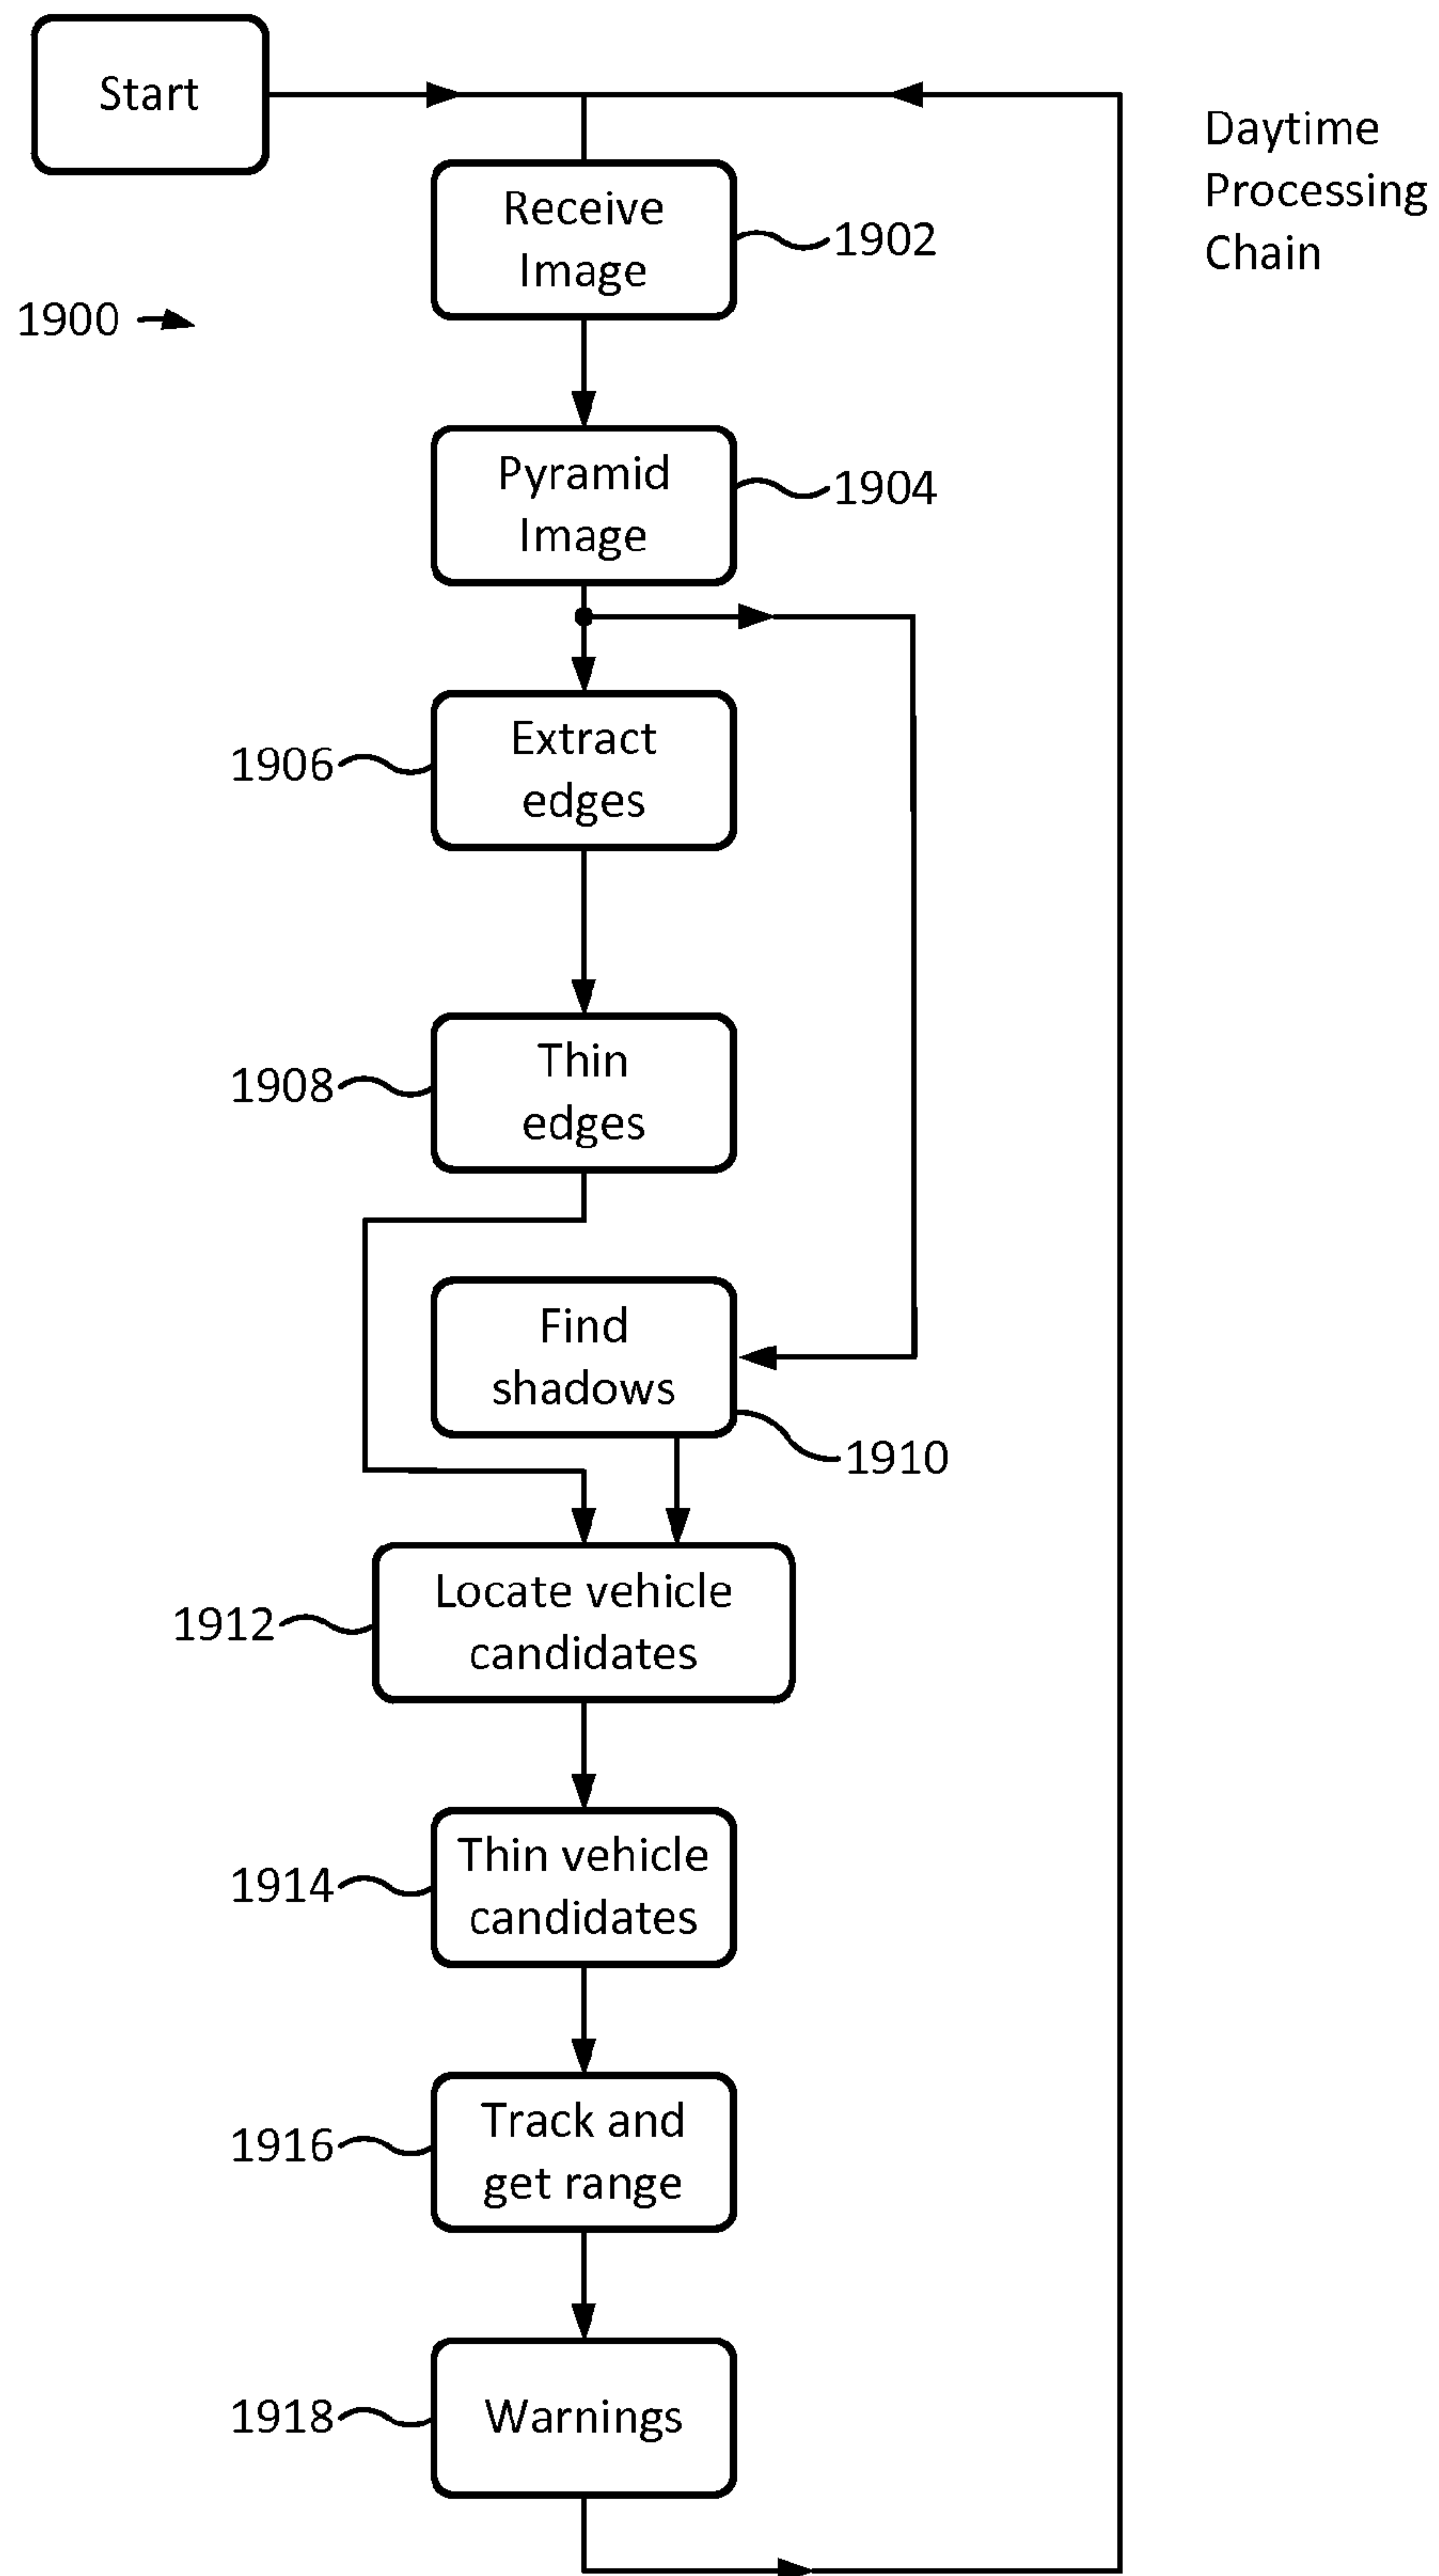 Start
Daytime
Processing
Chain
Receive
Image
1902
1900
Pyramid
Image
1904
Extract
edges
1906
Thin
edges
1908
Find
shadows
1910
Locate vehicle
candidates
1912
Thin vehicle
candidates
1914
Track and
get range
1916
Warnings
1918